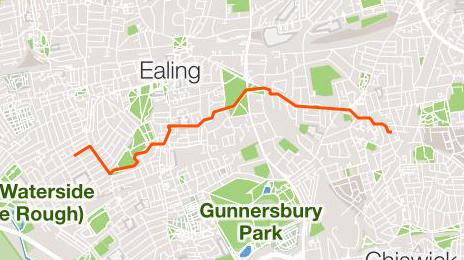 Ealing
Waterside
e Rough)
Gunnersbury
Park
Chiswick